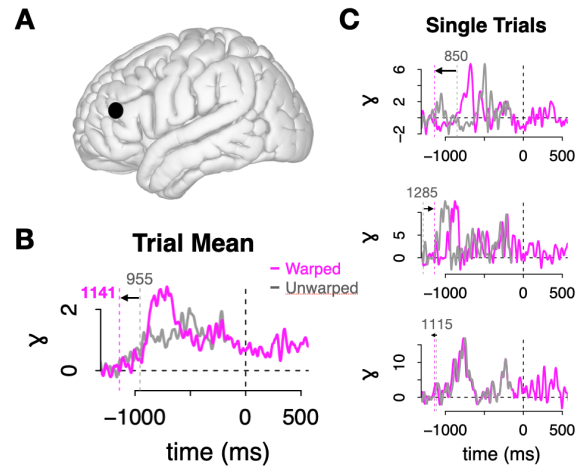 A
C
Single Trials
850
6
2
−2
γ
−1000 0 500
1285
5
0
γ
−1000 0 500
1115
10
0
γ
−1000 0 500
time (ms)
B
Trial Mean
Warped
Unwarped
1141
955
2
0
γ
−1000 0 500
time (ms)